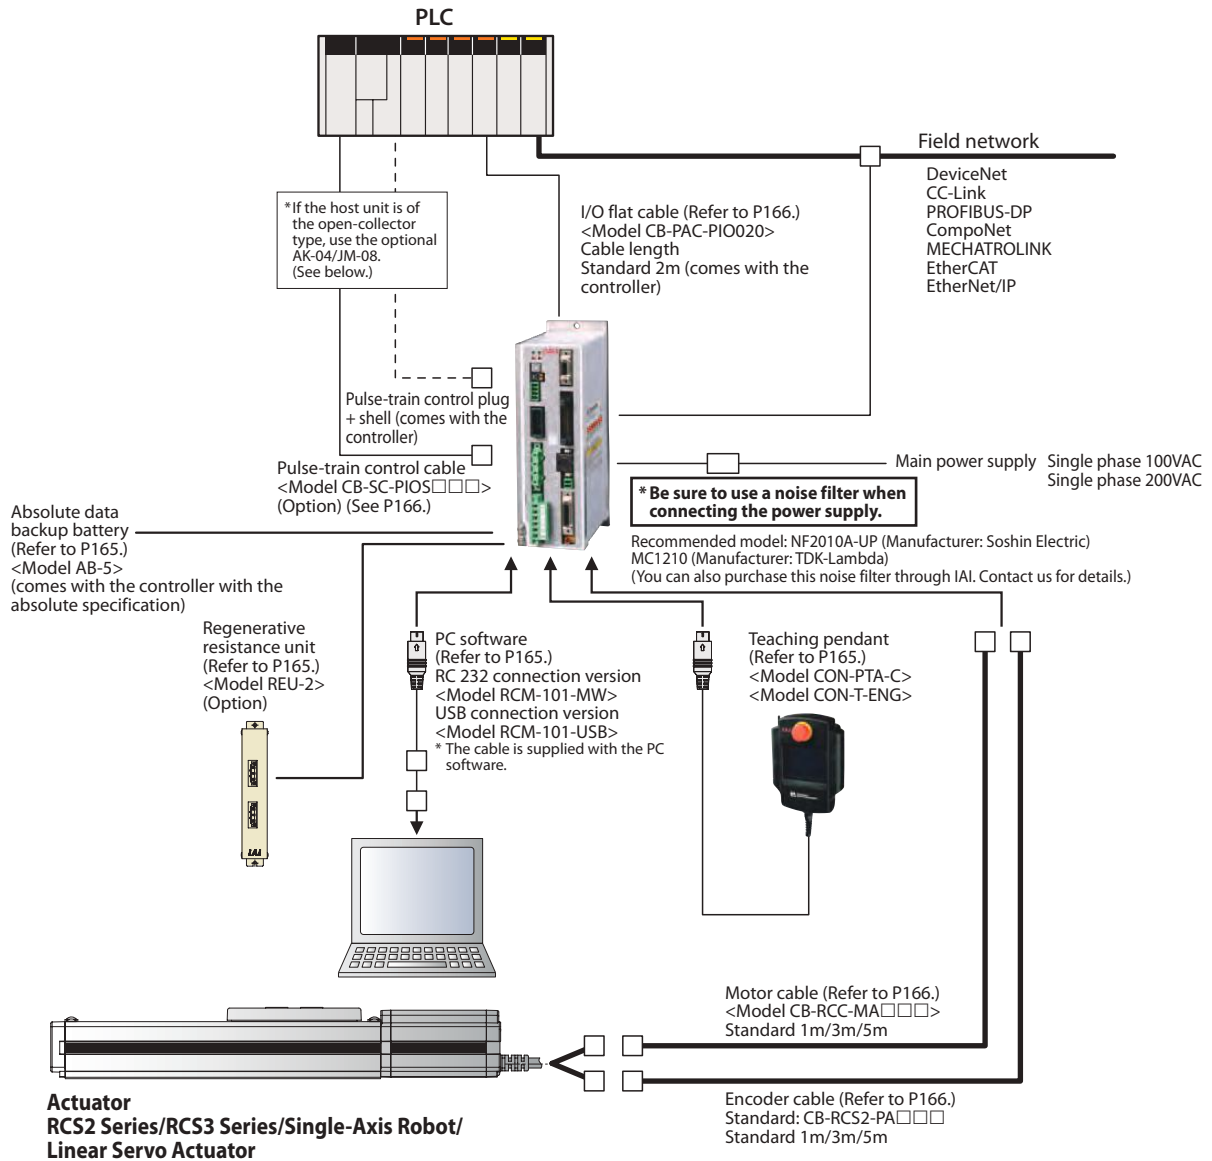 PLC
Field network
DeviceNet
CC-Link
PROFIBUS-DP
CompoNet
MECHATROLINK
EtherCAT
EtherNet/IP
*If the host unit is of
the open-collector
type, use the optional
AK-04/JM-08.
(See below.)
I/O flat cable (Refer to P166.)
<Model CB-PAC-PIO020>
Cable length
Standard 2m (comes with the
controller)
Pulse-train control plug
+ shell (comes with the
controller)
Pulse-train control cable
<Model CB-SC-PIOS□□□>
(Option) (See P166.)
Main power supply Single phase 100VAC
Single phase 200VAC
* Be sure to use a noise filter when
connecting the power supply.
Recommended model: NF2010A-UP (Manufacturer: Soshin Electric)
MC1210 (Manufacturer: TDK-Lambda)
(You can also purchase this noise filter through IAI. Contact us for details.)
Absolute data
backup battery
(Refer to P165.)
<Model AB-5>
(comes with the controller with the
absolute specification)
Regenerative
resistance unit
(Refer to P165.)
<Model REU-2>
(Option)
IAI
PC software
(Refer to P165.)
RC 232 connection version
<Model RCM-101-MW>
USB connection version
<Model RCM-101-USB>
* The cable is supplied with the PC
software.
Teaching pendant
(Refer to P165.)
<Model CON-PTA-C>
<Model CON-T-ENG>
Motor cable (Refer to P166.)
<Model CB-RCC-MA□□□>
Standard 1m/3m/5m
Encoder cable (Refer to P166.)
Standard: CB-RCS2-PA□□□
Standard 1m/3m/5m
Actuator
RCS2 Series/RCS3 Series/Single-Axis Robot/
Linear Servo Actuator